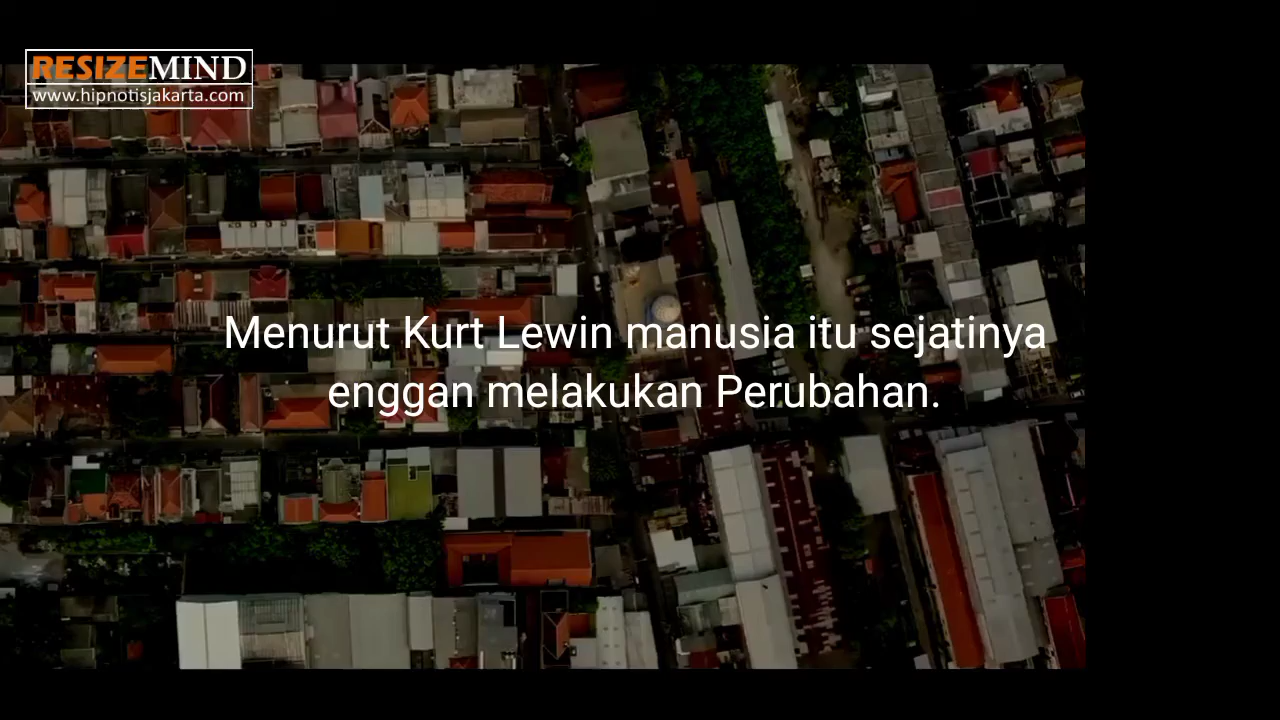 RESIZEMIND
www.hipnotisjakarta.com
Menurut Kurt Lewin manusia itu sejatinya
enggan melakukan Perubahan.